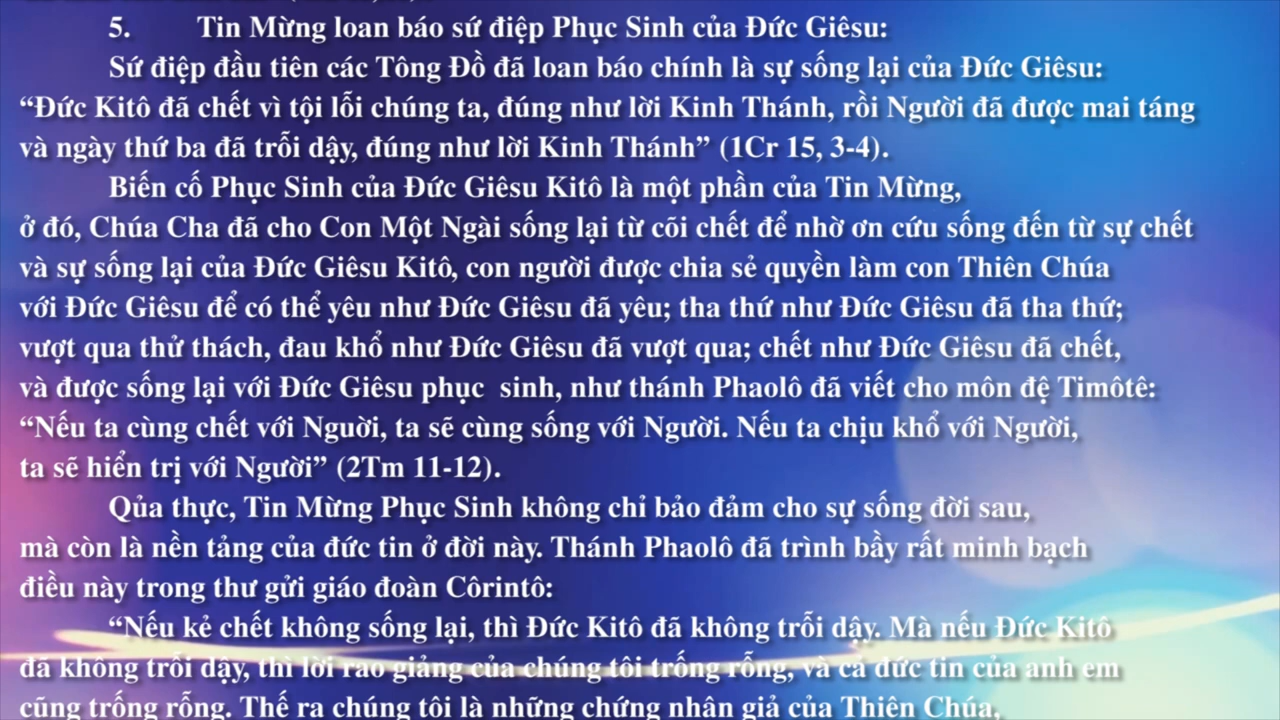 5. Tin Mừng loan báo sứ điệp Phục Sinh của Đức Giêsu:
Sứ điệp đầu tiên các Tông Đồ đã loan báo chính là sự sống lại của Đức Giêsu:
“Đức Kitô đã chết vì tội lỗi chúng ta, đúng như lời Kinh Thánh, rồi Người đã được mai táng
và ngày thứ ba đã trỗi dậy, đúng như lời Kinh Thánh” (1Cr 15, 3-4).
Biến cố Phục Sinh của Đức Giêsu Kitô là một phần của Tin Mừng,
ở đó, Chúa Cha đã cho Con Một Ngài sống lại từ cõi chết để nhờ ơn cứu sống đến từ sự chết
và sự sống lại của Đức Giêsu Kitô, con người được chia sẻ quyền làm con Thiên Chúa
với Đức Giêsu để có thể yêu như Đức Giêsu đã yêu; tha thứ như Đức Giêsu đã tha thứ;
vượt qua thử thách, đau khổ như Đức Giêsu đã vượt qua; chết như Đức Giêsu đã chết,
và được sống lại với Đức Giêsu phục sinh, như thánh Phaolô đã viết cho môn đệ Timôtê:
“Nếu ta cùng chết với Nguời, ta sẽ cùng sống với Người. Nếu ta chịu khổ với Người,
ta sẽ hiển trị với Người” (2Tm 11-12).
Qủa thực, Tin Mừng Phục Sinh không chỉ bảo đảm cho sự sống đời sau,
mà còn là nền tảng của đức tin ở đời này. Thánh Phaolô đã trình bầy rất minh bạch
điều này trong thư gửi giáo đoàn Côrintô:
“Nếu kẻ chết không sống lại, thì Đức Kitô đã không trỗi dậy. Mà nếu Đức Kitô
đã không trỗi dậy, thì lời rao giảng của chúng tôi trống rỗng, và cả đức tin của anh em
cũng trống rỗng. Thế ra chúng tôi là những chứng nhân giả của Thiên Chúa,